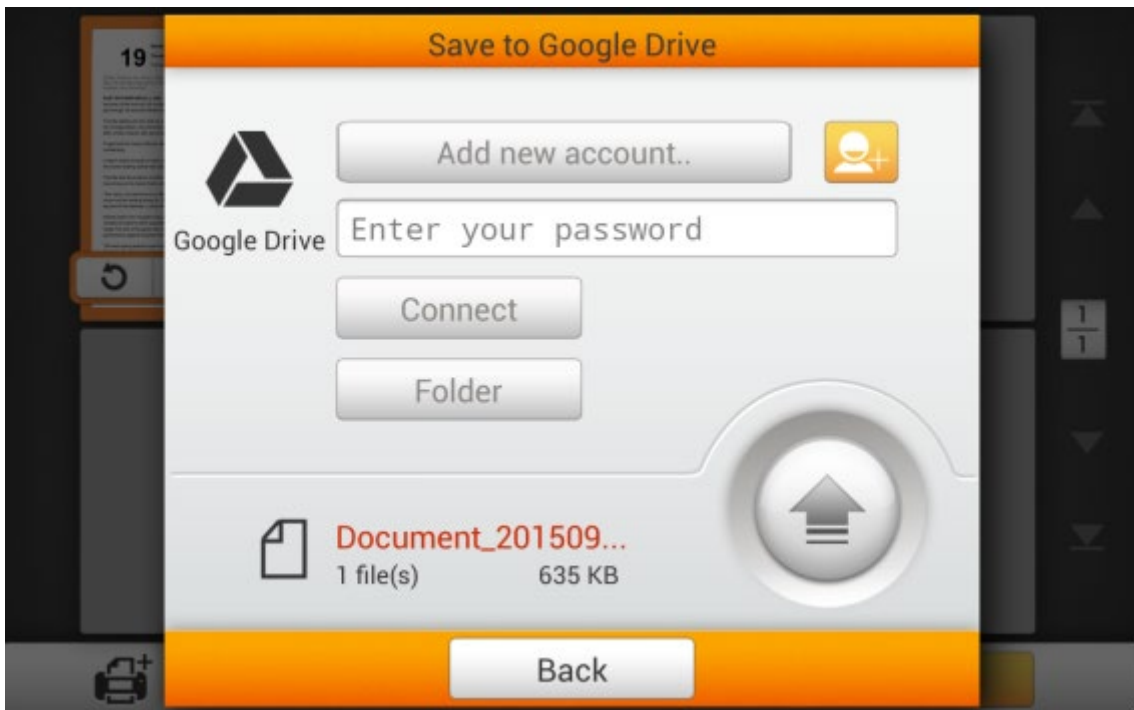 Save to Google Drive
19
Add new account..
Google Drive
Enter your password
Connect
1
1
Folder
Document_201509...
1 file(s) 635 KB
Back